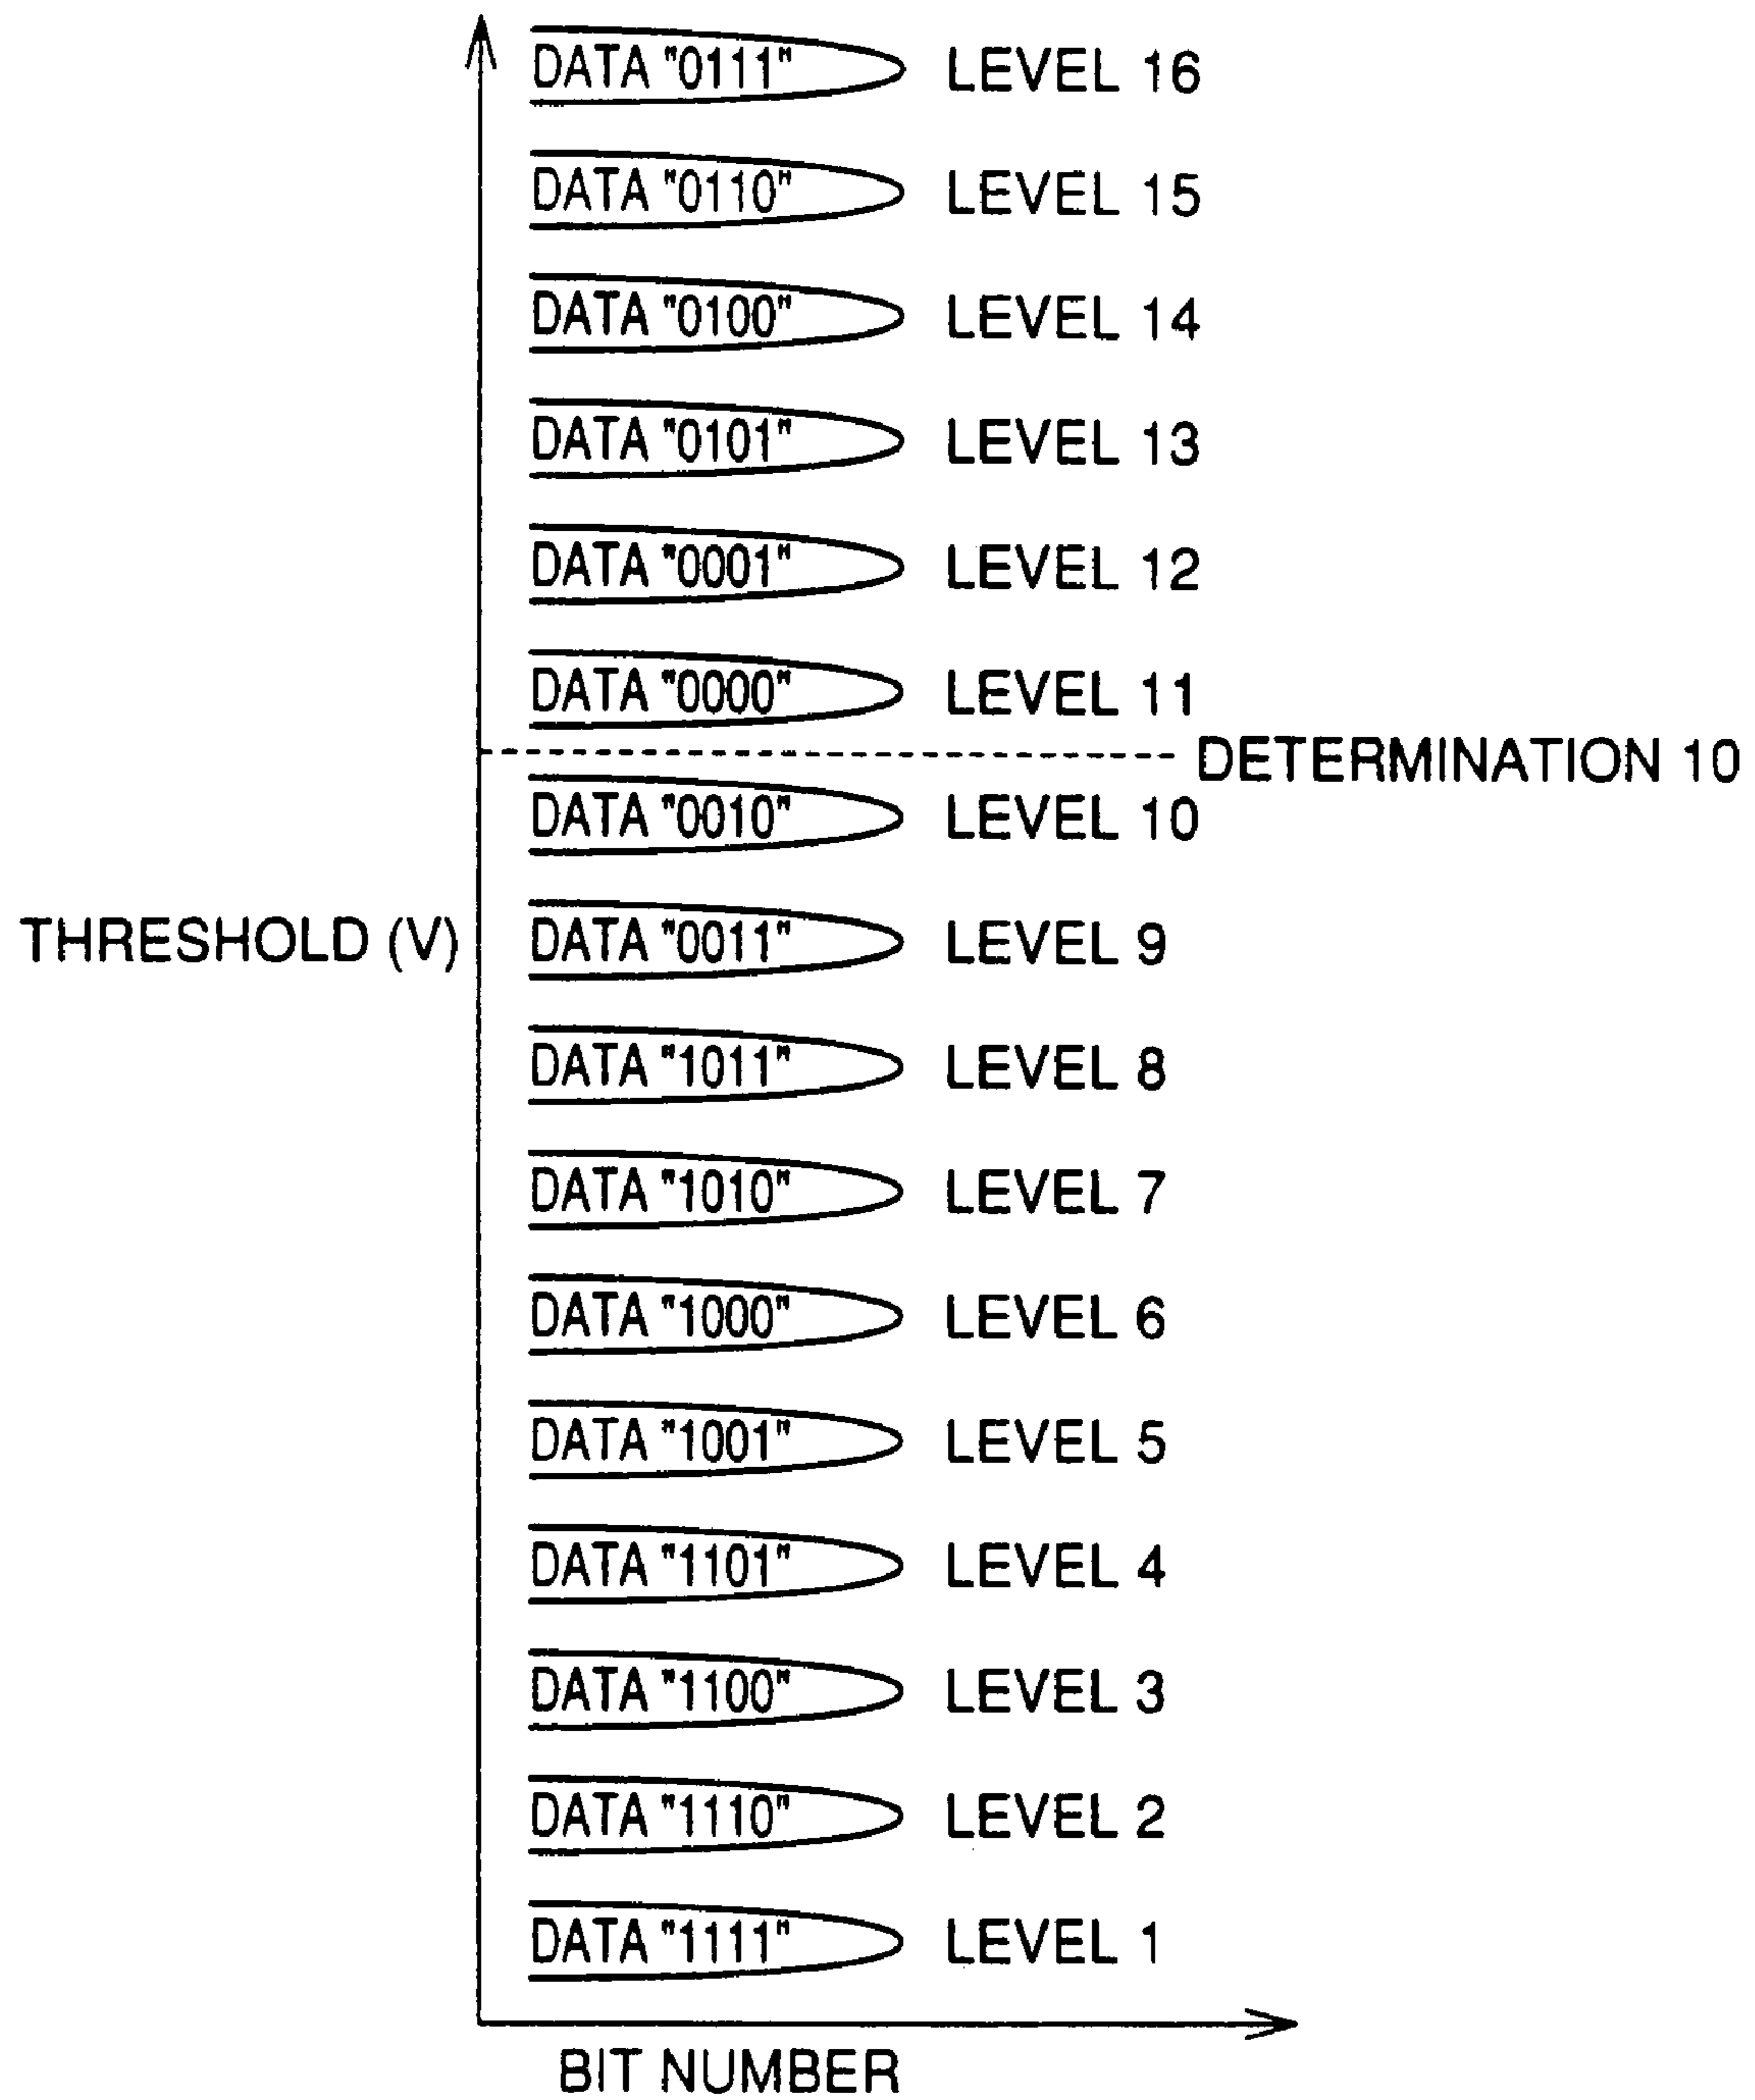 DATA "0111" LEVEL 16
DATA "0110" LEVEL 15
DATA "0100" LEVEL 14
DATA "0101" LEVEL 13
DATA "0001" LEVEL 12
DATA "0000" LEVEL 11
DETERMINATION 10
DATA "0010" LEVEL 10
THRESHOLD (V) DATA "0011" LEVEL 9
DATA "1011" LEVEL 8
DATA "1010" LEVEL 7
DATA "1000" LEVEL 6
DATA "1001" LEVEL 5
DATA "1101" LEVEL 4
DATA "1100" LEVEL 3
DATA "1110" LEVEL 2
DATA "1111" LEVEL 1
BIT NUMBER